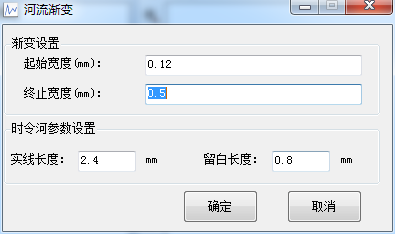 河流渐变
渐变设置
起始宽度(mm): 0.12
终止宽度(mm): 0.5
时令河参数设置
实线长度: 2.4 mm 留白长度: 0.8 mm
确定 取消